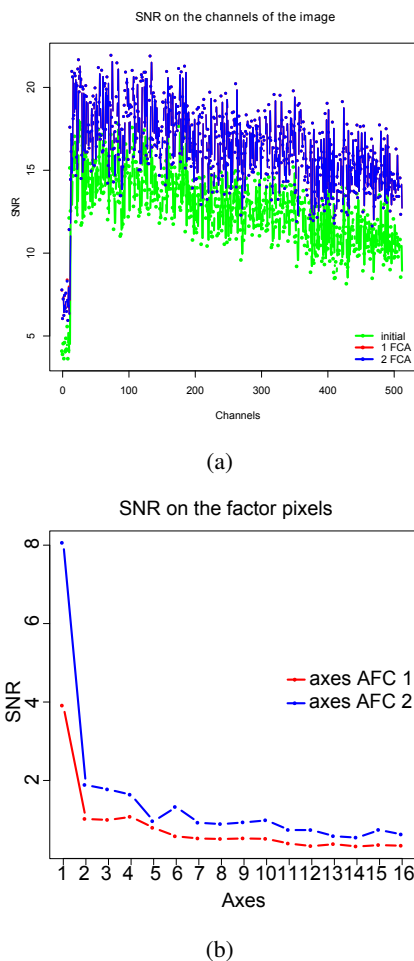 SNR on the channels of the image
SNR
20
15
10
5
0 100 200 300 400 500
Channels
initial
1 FCA
2 FCA
(a)
SNR on the factor pixels
SNR
8
6
4
2
axes AFC 1
axes AFC 2
1 2 3 4 5 6 7 8 9 10 11 12 13 14 15 16
Axes
(b)